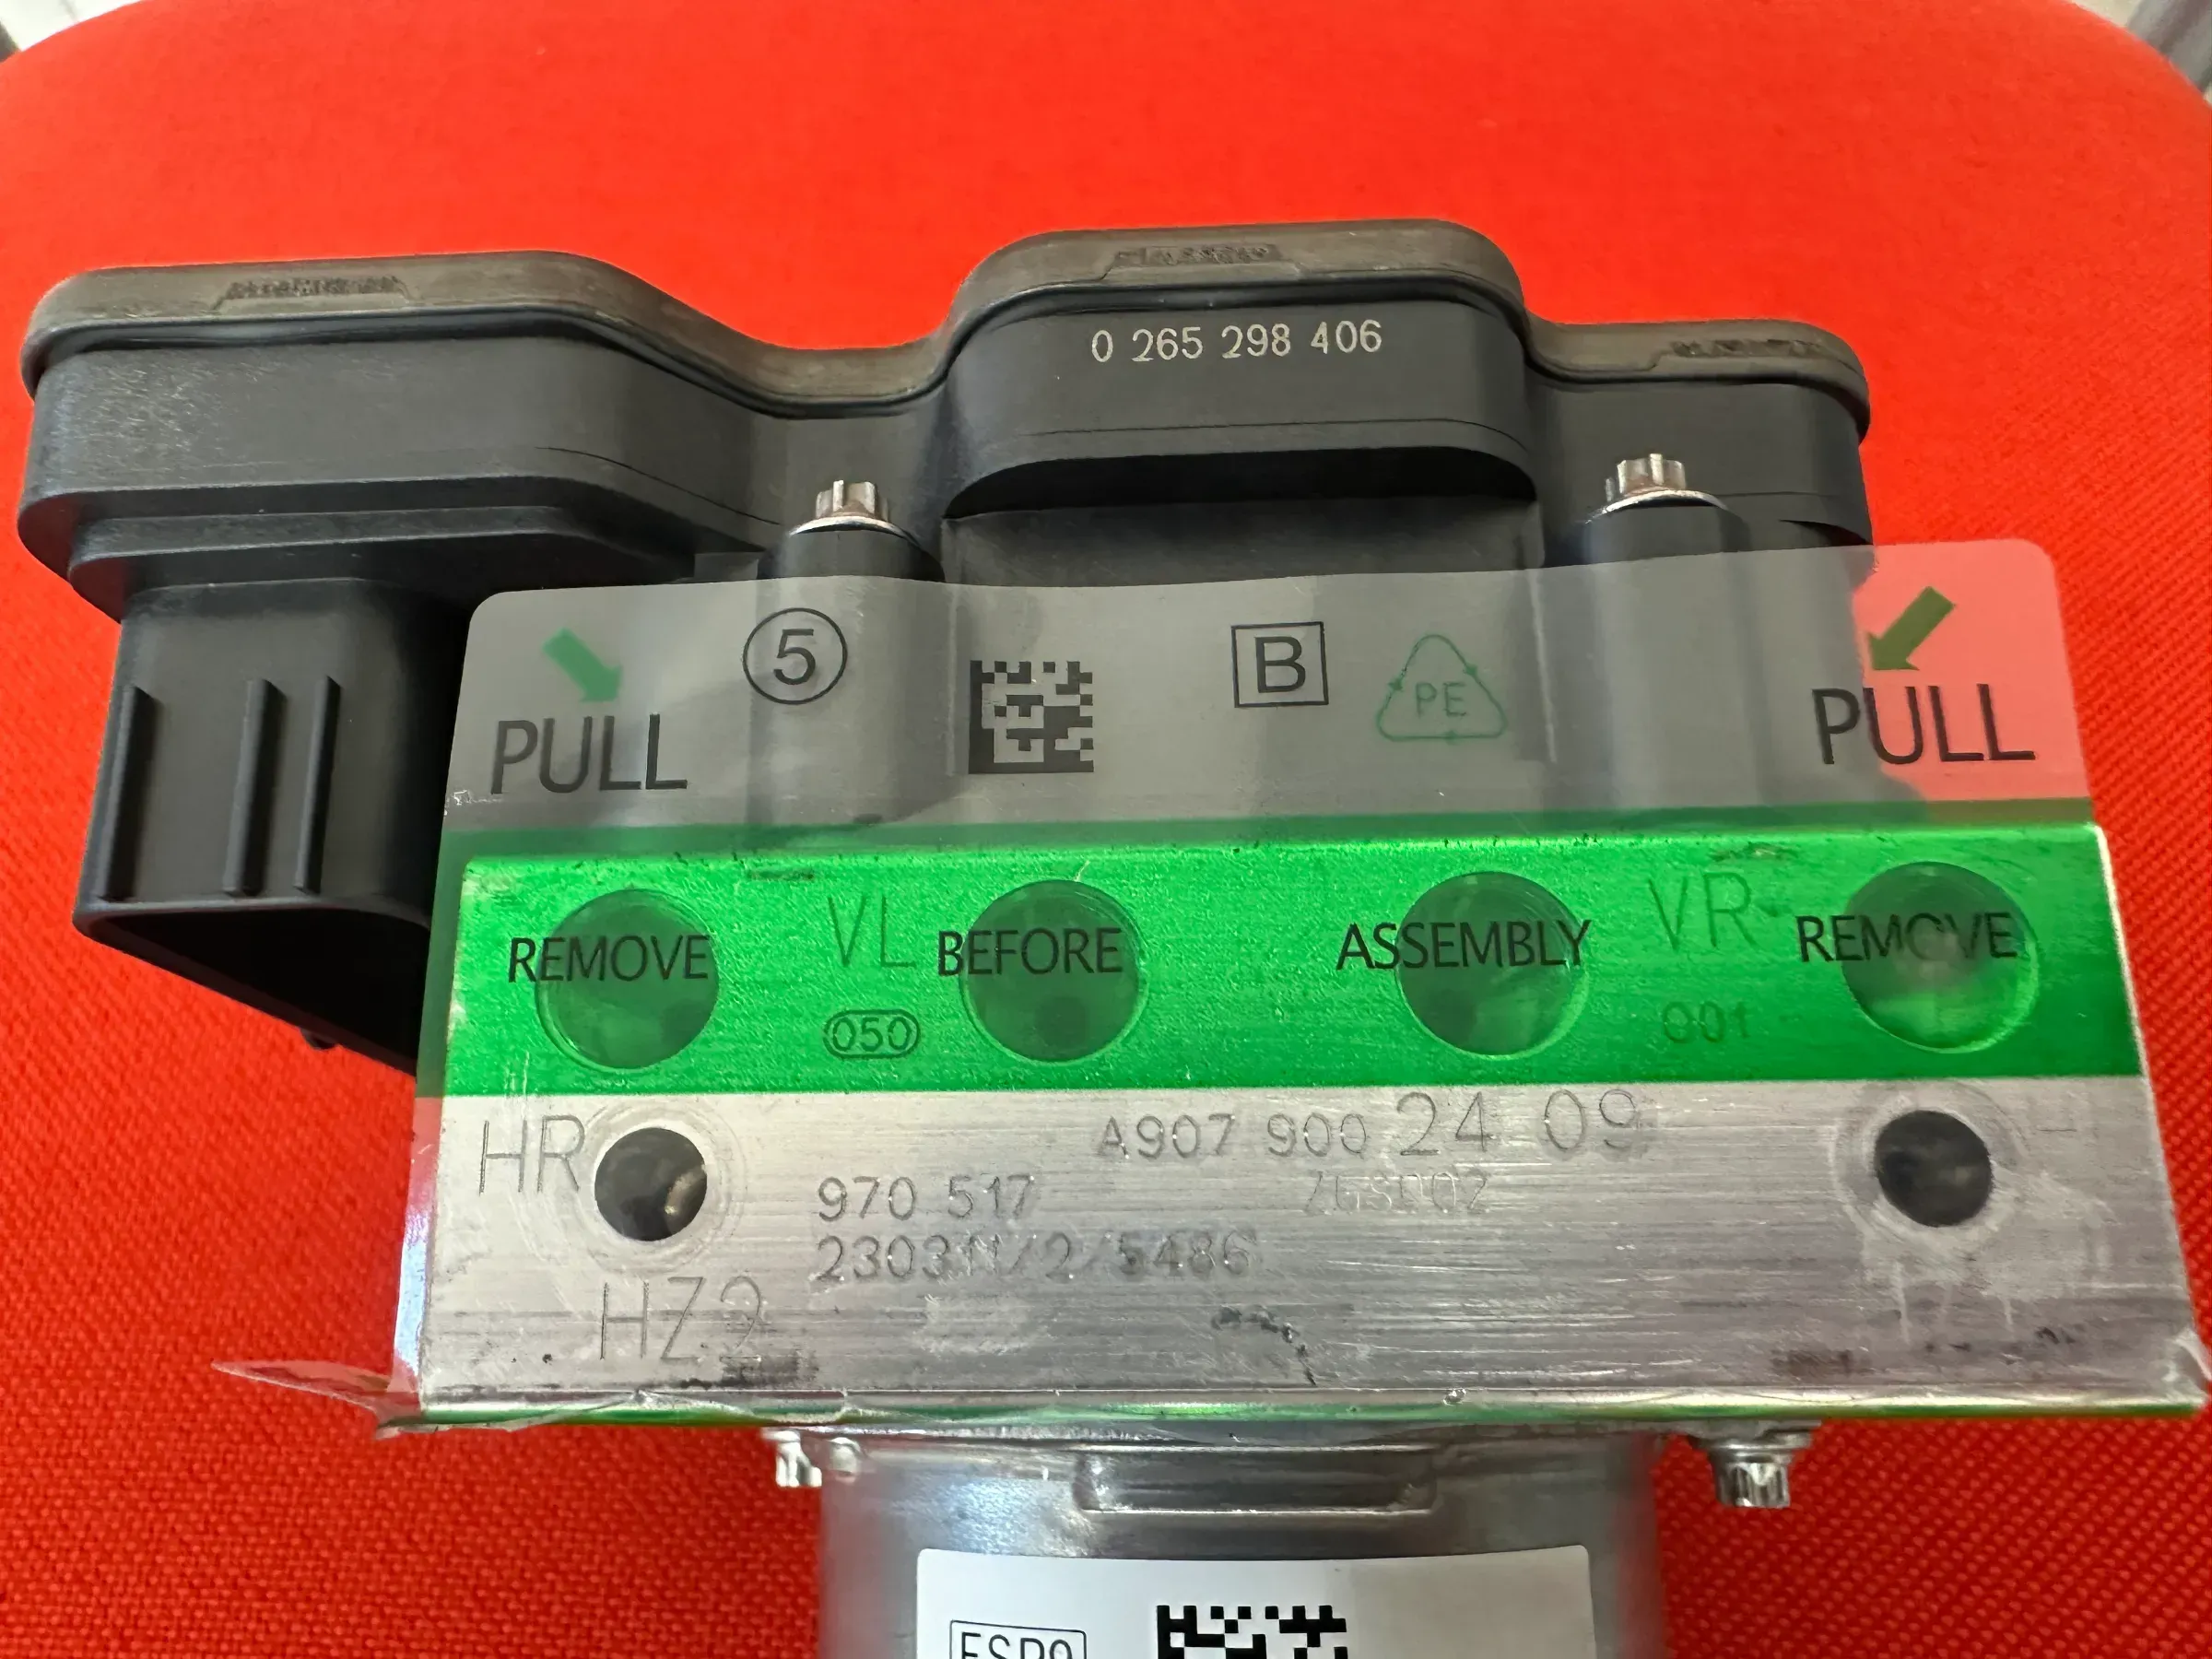 0 265 298 406
5
B
PE
PULL
PULL
REMOVE BEFORE ASSEMBLY REMOVE
VL
VR
050
001
HR
A907 900 24 09
970 517
HZ2
ESP9